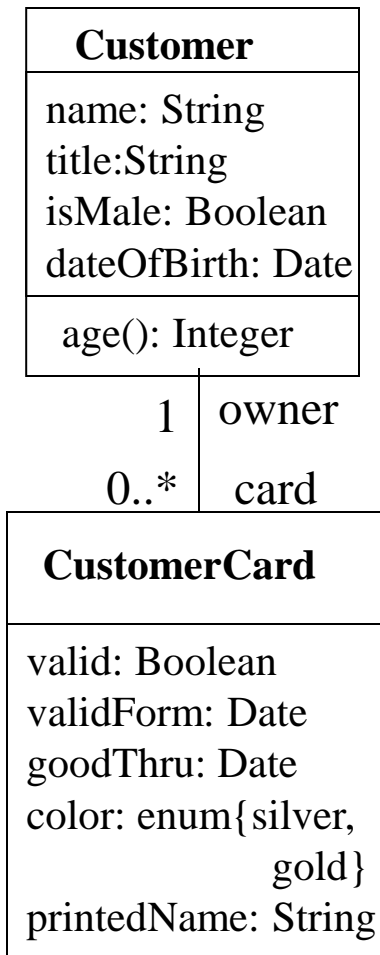 Customer
name: String
title:String
isMale: Boolean
dateOfBirth: Date
age(): Integer
1 owner
0..* card
CustomerCard
valid: Boolean
validForm: Date
goodThru: Date
color: enum{silver,
gold}
printedName: String